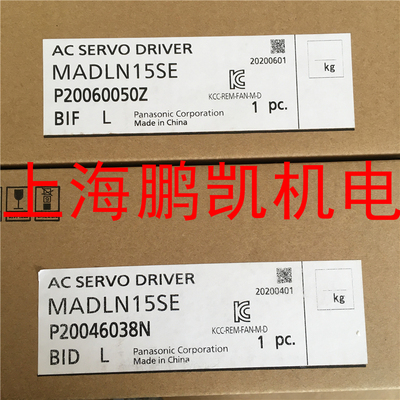 AC SERVO DRIVER
MADLN15SE
P20060050Z
BIF L
Panasonic Corporation
Made in China
20200601
KCC-REM-FAN-M-D
1 pc.
kg
上海鹏凯机电
AC SERVO DRIVER
MADLN15SE
P20046038N
BID L
Panasonic Corporation
Made in China
20200401
KCC-REM-FAN-M-D
1 pc.
kg